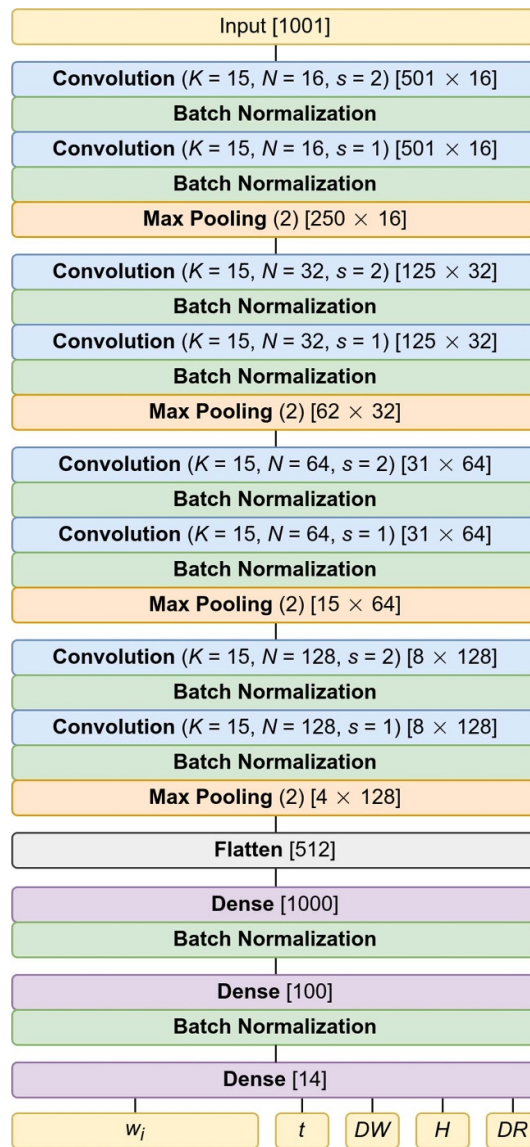 Input [1001]
Convolution (K = 15, N = 16, s = 2) [501 × 16]
Batch Normalization
Convolution (K = 15, N = 16, s = 1) [501 × 16]
Batch Normalization
Max Pooling (2) [250 × 16]
Convolution (K = 15, N = 32, s = 2) [125 × 32]
Batch Normalization
Convolution (K = 15, N = 32, s = 1) [125 × 32]
Batch Normalization
Max Pooling (2) [62 × 32]
Convolution (K = 15, N = 64, s = 2) [31 × 64]
Batch Normalization
Convolution (K = 15, N = 64, s = 1) [31 × 64]
Batch Normalization
Max Pooling (2) [15 × 64]
Convolution (K = 15, N = 128, s = 2) [8 × 128]
Batch Normalization
Convolution (K = 15, N = 128, s = 1) [8 × 128]
Batch Normalization
Max Pooling (2) [4 × 128]
Flatten [512]
Dense [1000]
Batch Normalization
Dense [100]
Batch Normalization
Dense [14]
wᵢ t DW H DR